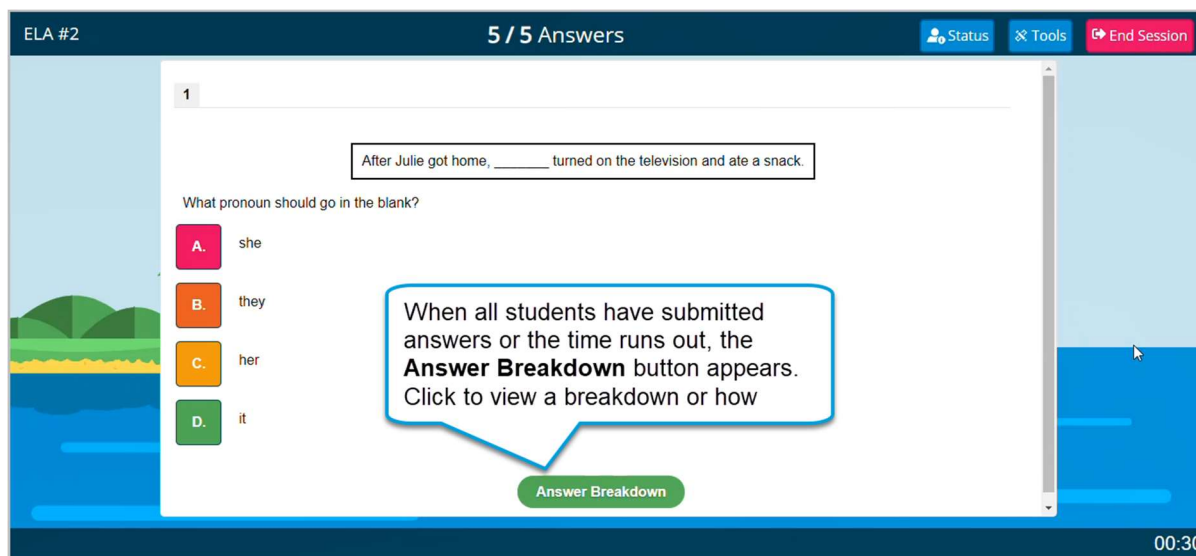 ELA #2
5 / 5 Answers
Status
Tools
End Session
1
After Julie got home, _______ turned on the television and ate a snack.
What pronoun should go in the blank?
A. she
B. they
C. her
D. it
When all students have submitted
answers or the time runs out, the
Answer Breakdown button appears.
Click to view a breakdown or how
Answer Breakdown
00:30